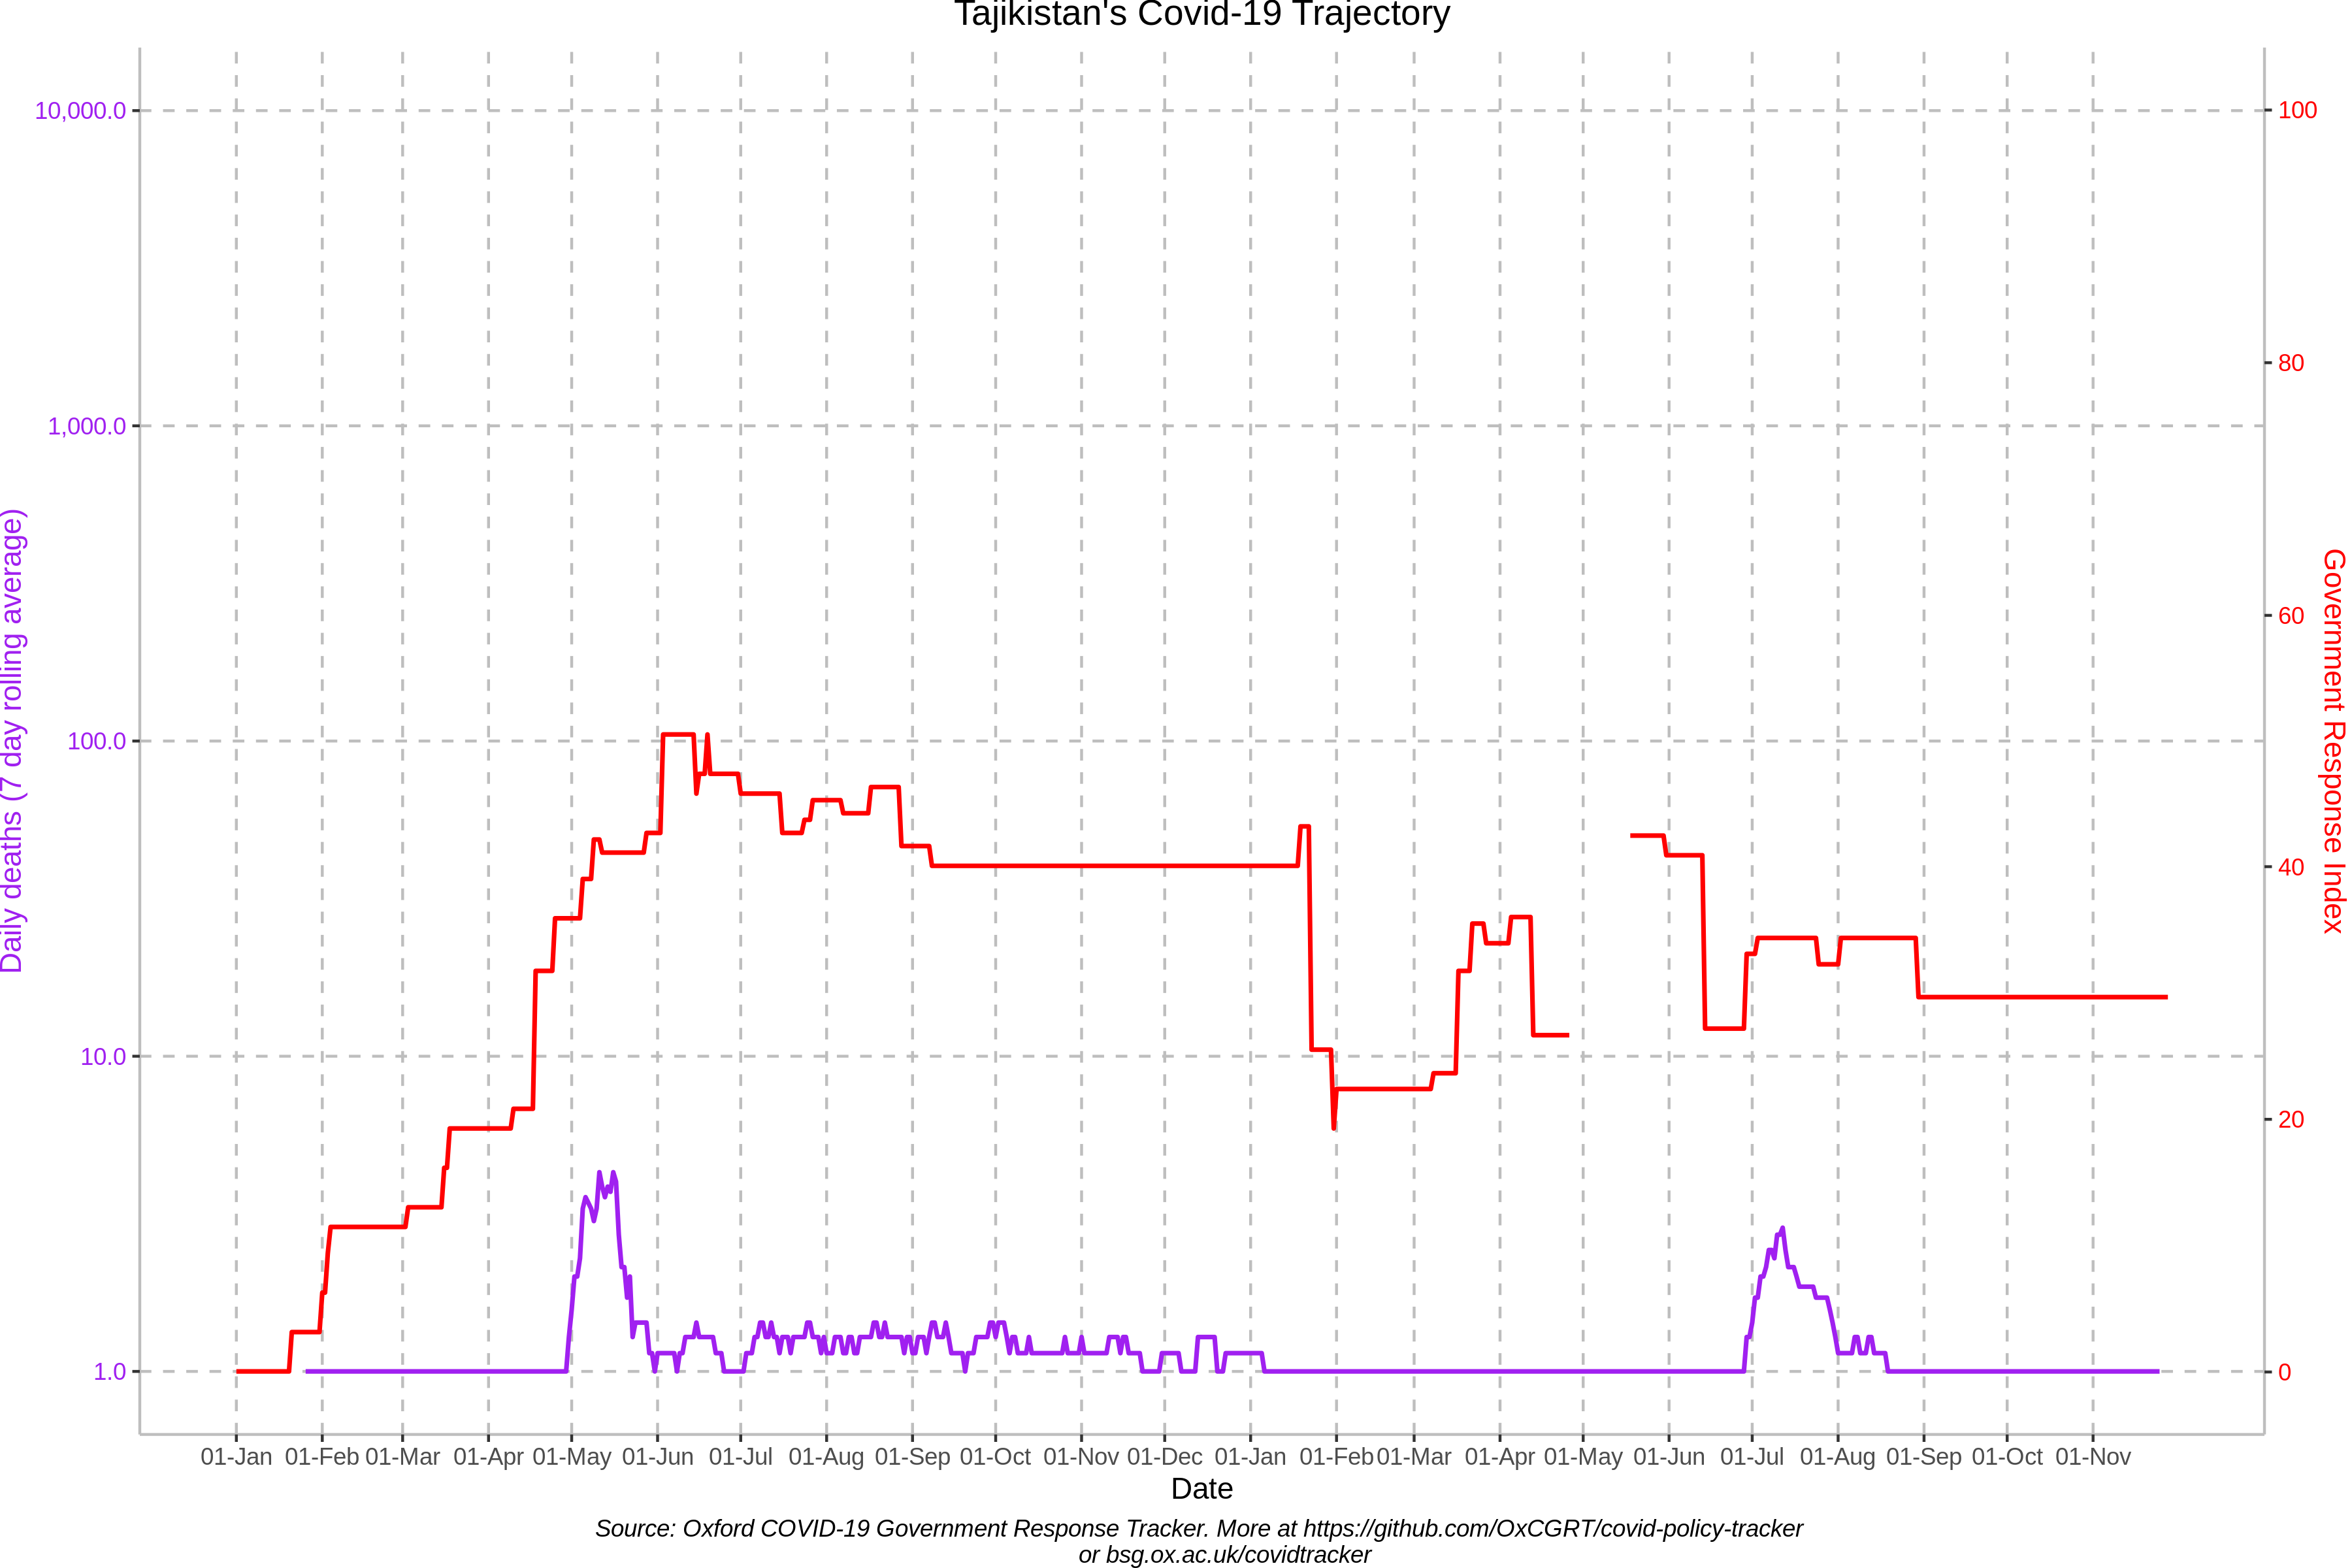 Tajikistan's Covid-19 Trajectory
10,000.0
1,000.0
100.0
10.0
1.0
Daily deaths (7 day rolling average)
100
80
60
40
20
0
Government Response Index
01-Jan 01-Feb 01-Mar 01-Apr 01-May 01-Jun 01-Jul 01-Aug 01-Sep 01-Oct 01-Nov 01-Dec 01-Jan 01-Feb 01-Mar 01-Apr 01-May 01-Jun 01-Jul 01-Aug 01-Sep 01-Oct 01-Nov
Date
Source: Oxford COVID-19 Government Response Tracker. More at https://github.com/OxCGRT/covid-policy-tracker
or bsg.ox.ac.uk/covidtracker